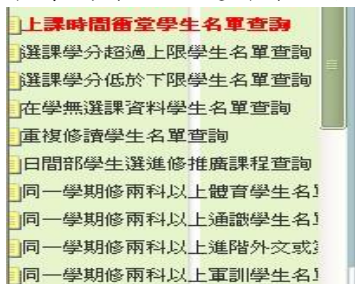 上課時間衝堂學生名單查詢
選課學分超過上限學生名單查詢
選課學分低於下限學生名單查詢
在學無選課資料學生名單查詢
重複修讀學生名單查詢
日間部學生選進修推廣課程查詢
同一學期修兩科以上體育學生名
同一學期修兩科以上通識學生名
同一學期修兩科以上進階外文或
同一學期修兩科以上軍訓學生名